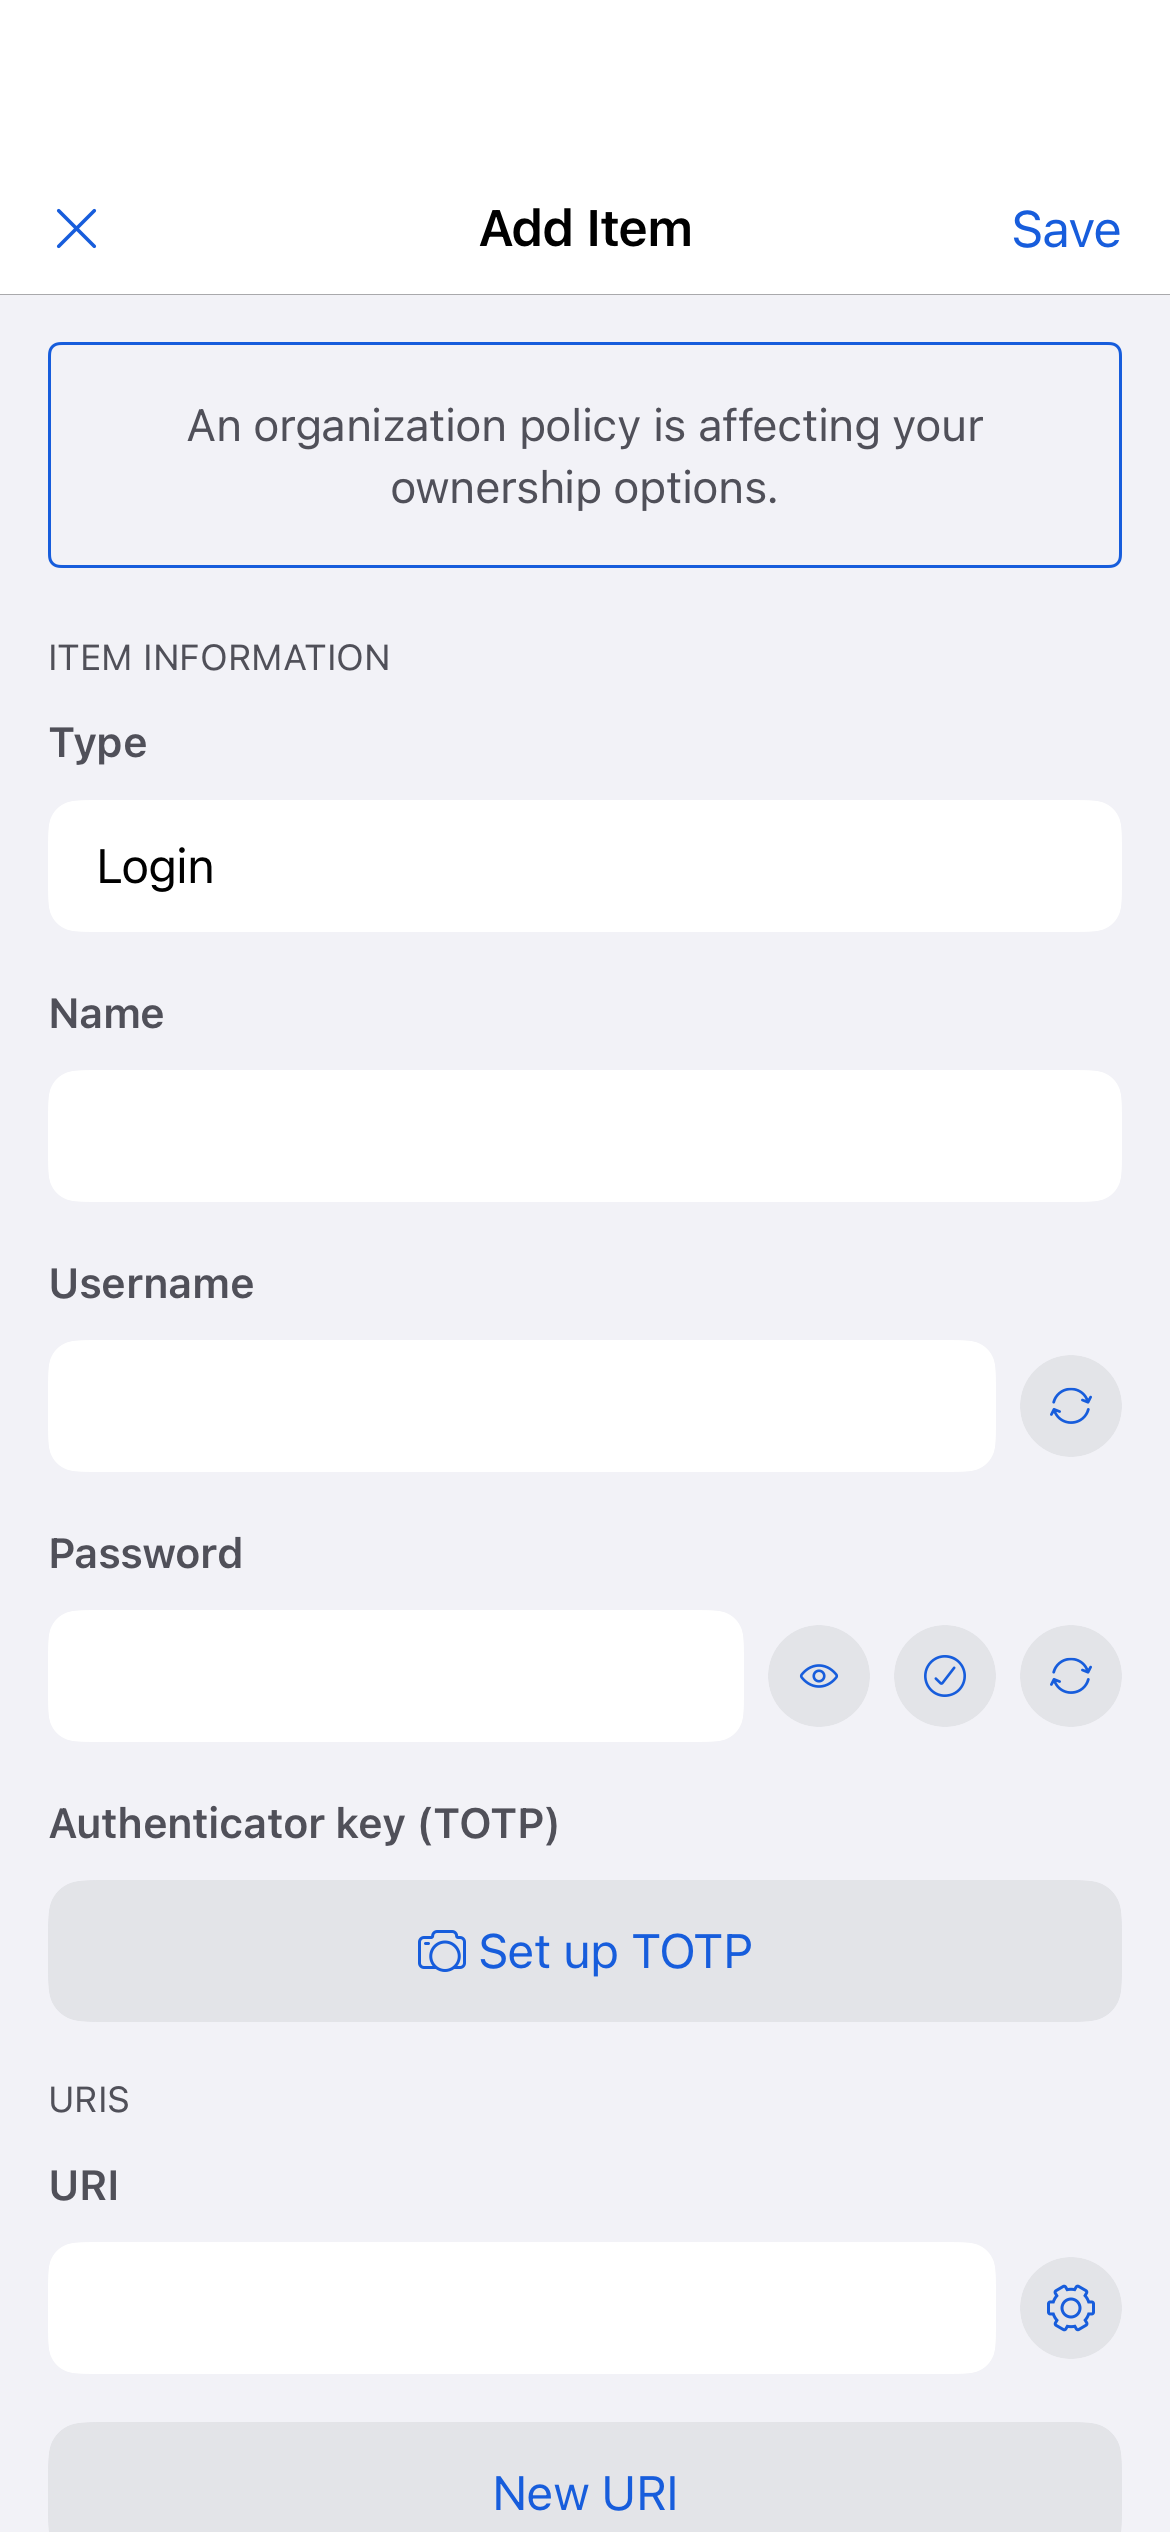 Add Item
Save
An organization policy is affecting your
ownership options.
ITEM INFORMATION
Type
Login
Name
Username
Password
Authenticator key (TOTP)
Set up TOTP
URIS
URI
New URI